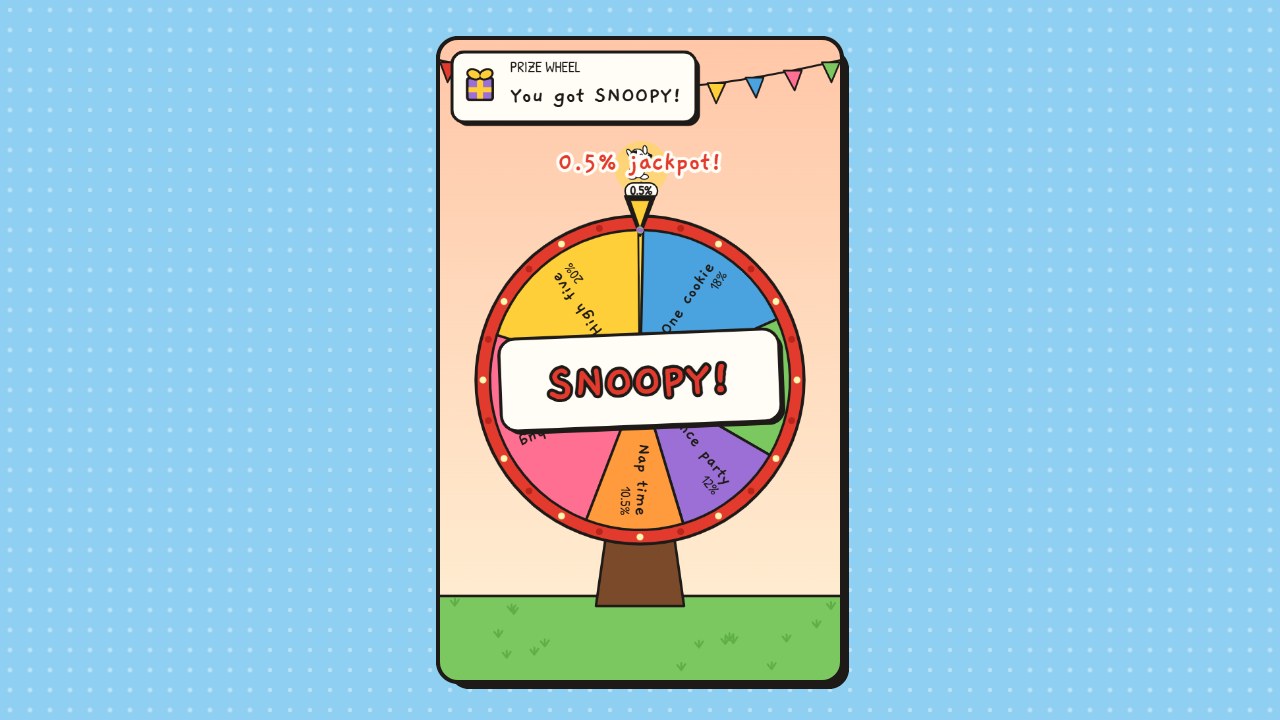 PRIZE WHEEL
You got SNOOPY!
0.5% jackpot!
0.5%
High five
20%
One cookie
18%
SNOOPY!
Nap time
10.5%
party
12%